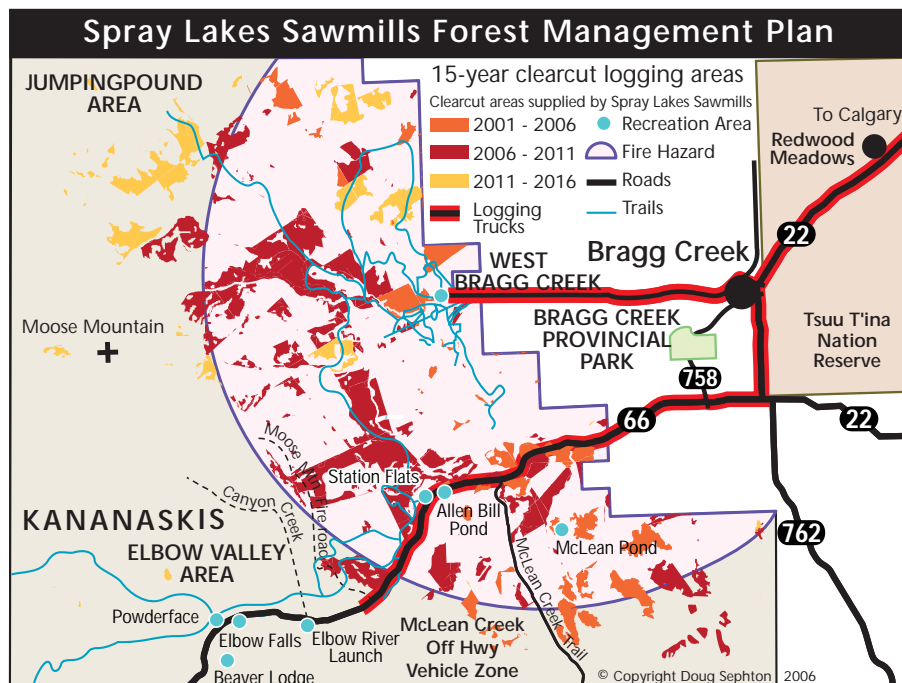 Spray Lakes Sawmills Forest Management Plan
JUMPINGPOUND
AREA
15-year clearcut logging areas
Clearcut areas supplied by Spray Lakes Sawmills
2001 - 2006
2006 - 2011
2011 - 2016
Logging
Trucks
Recreation Area
Fire Hazard
Roads
Trails
To Calgary
Redwood
Meadows
22
Bragg Creek
WEST
BRAGG CREEK
BRAGG CREEK
PROVINCIAL
PARK
Tsuu T'ina
Nation
Reserve
Moose Mountain
758
66
22
762
Station Flats
Allen Bill
Pond
McLean Pond
Moose Mtn Fire road
Canyon
Creek
KANANASKIS
ELBOW VALLEY
AREA
Powderface
Elbow Falls
Elbow River
Launch
Beaver Lodge
McLean Creek
Off Hwy
Vehicle Zone
McLean Creek Trail
© Copyright Doug Sephton 2006